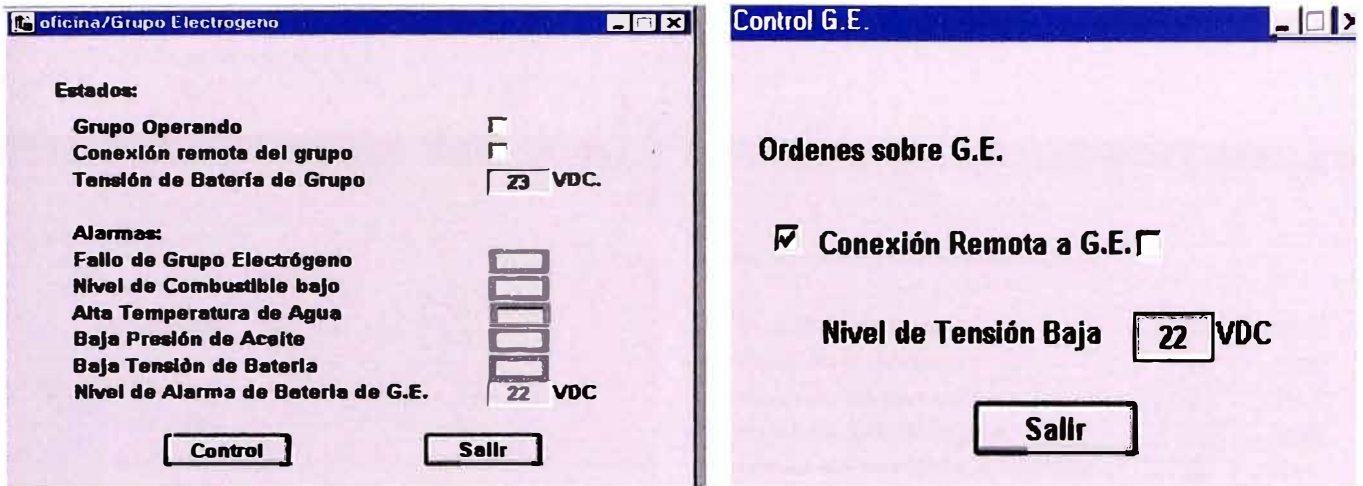 oficina/Grupo Electrogeno
Estados:
Grupo Operando
Conexión remota del grupo
Tensión de Batería de Grupo 23 VDC.
Alarmas:
Fallo de Grupo Electrógeno
Nivel de Combustible bajo
Alta Temperatura de Agua
Baja Presión de Aceite
Baja Tensiòn de Bateria
Nivel de Alarma de Bateria de G.E. 22 VDC
Control Salir
Control G.E.
Ordenes sobre G.E.
Conexión Remota a G.E.
Nivel de Tensión Baja 22 VDC
Salir